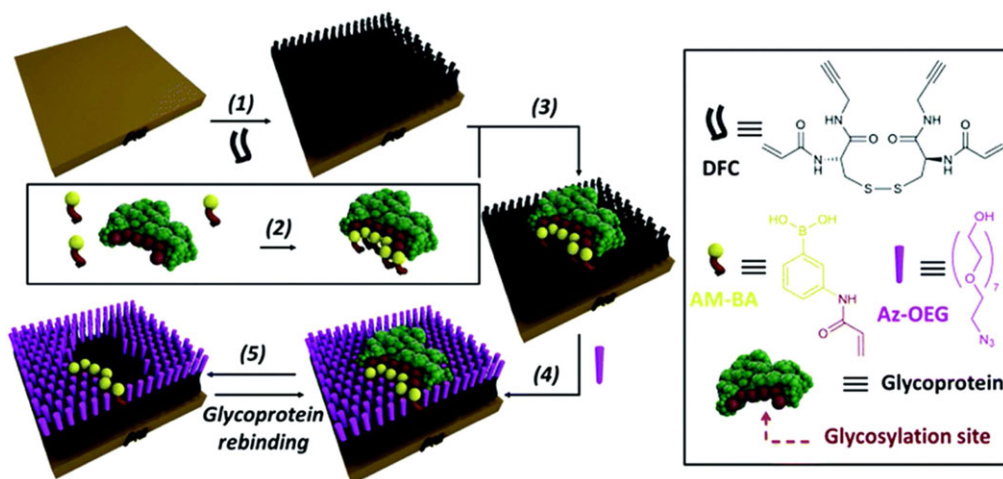 (1)
(3)
(2)
(5)
Glycoprotein
rebinding
(4)
DFC
O
H
N
HN
O
S
S
O
NH
O
N
H
O
AM-BA
OH
OH
B
NH
O
Az-OEG
OH
O
7
N3
Glycoprotein
Glycosylation site